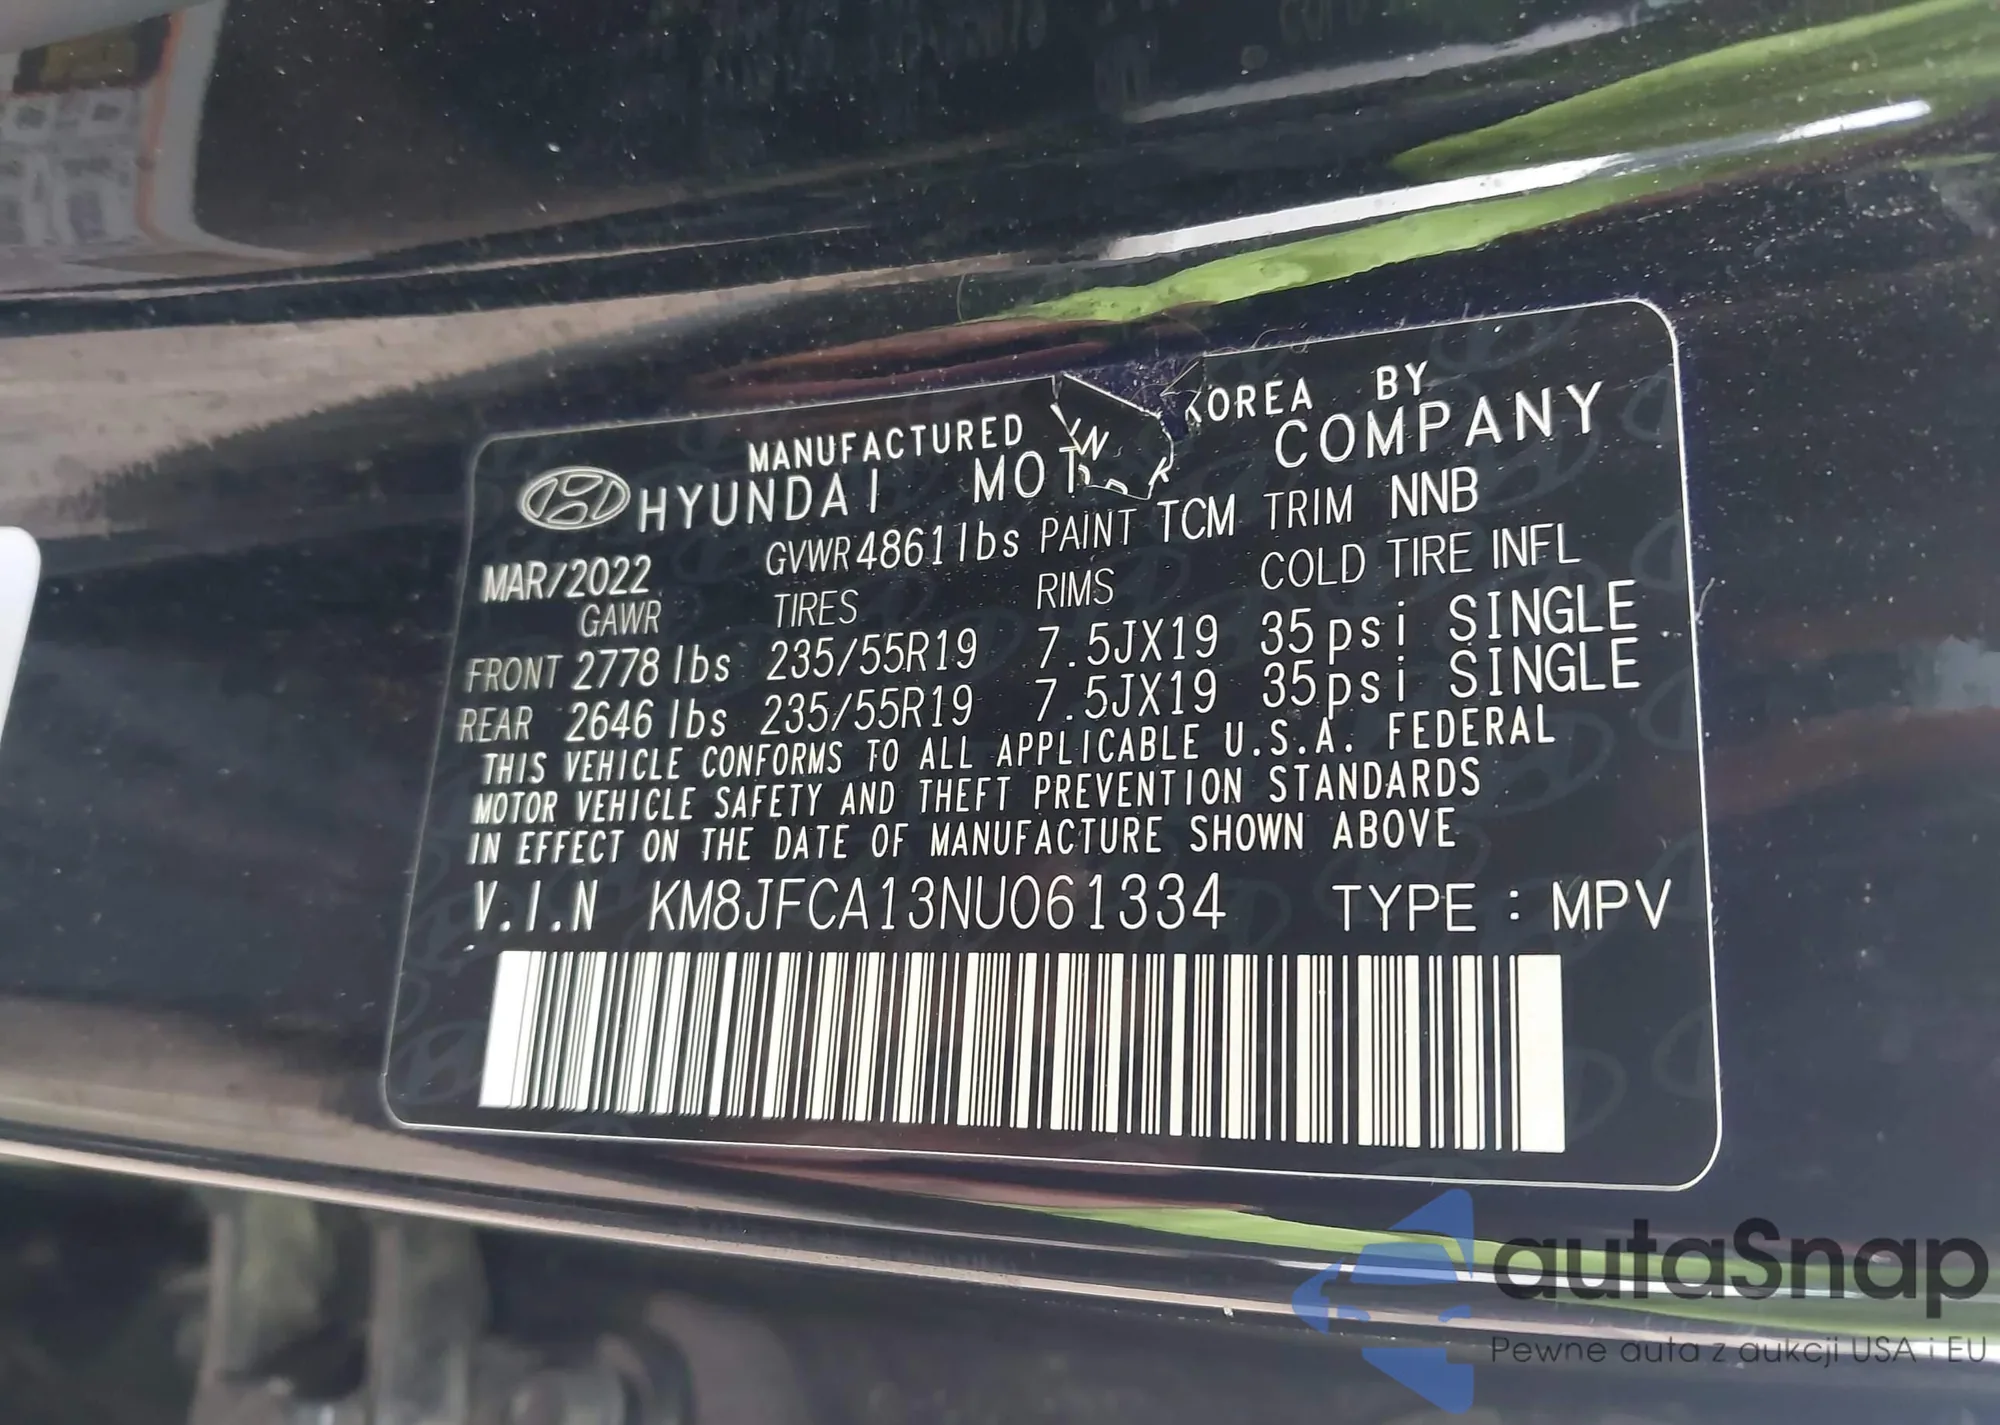 MANUFACTURED IN KOREA BY
HYUNDAI MOTOR COMPANY
MAR/2022 GVWR 4861lbs PAINT TCM TRIM NNB
GAWR TIRES RIMS COLD TIRE INFL
FRONT 2778 lbs 235/55R19 7.5JX19 35psi SINGLE
REAR 2646 lbs 235/55R19 7.5JX19 35psi SINGLE
THIS VEHICLE CONFORMS TO ALL APPLICABLE U.S.A. FEDERAL
MOTOR VEHICLE SAFETY AND THEFT PREVENTION STANDARDS
IN EFFECT ON THE DATE OF MANUFACTURE SHOWN ABOVE
V.I.N KM8JFCA13NU061334 TYPE : MPV
autaSnap
Pewne auta z aukcji USA i EU